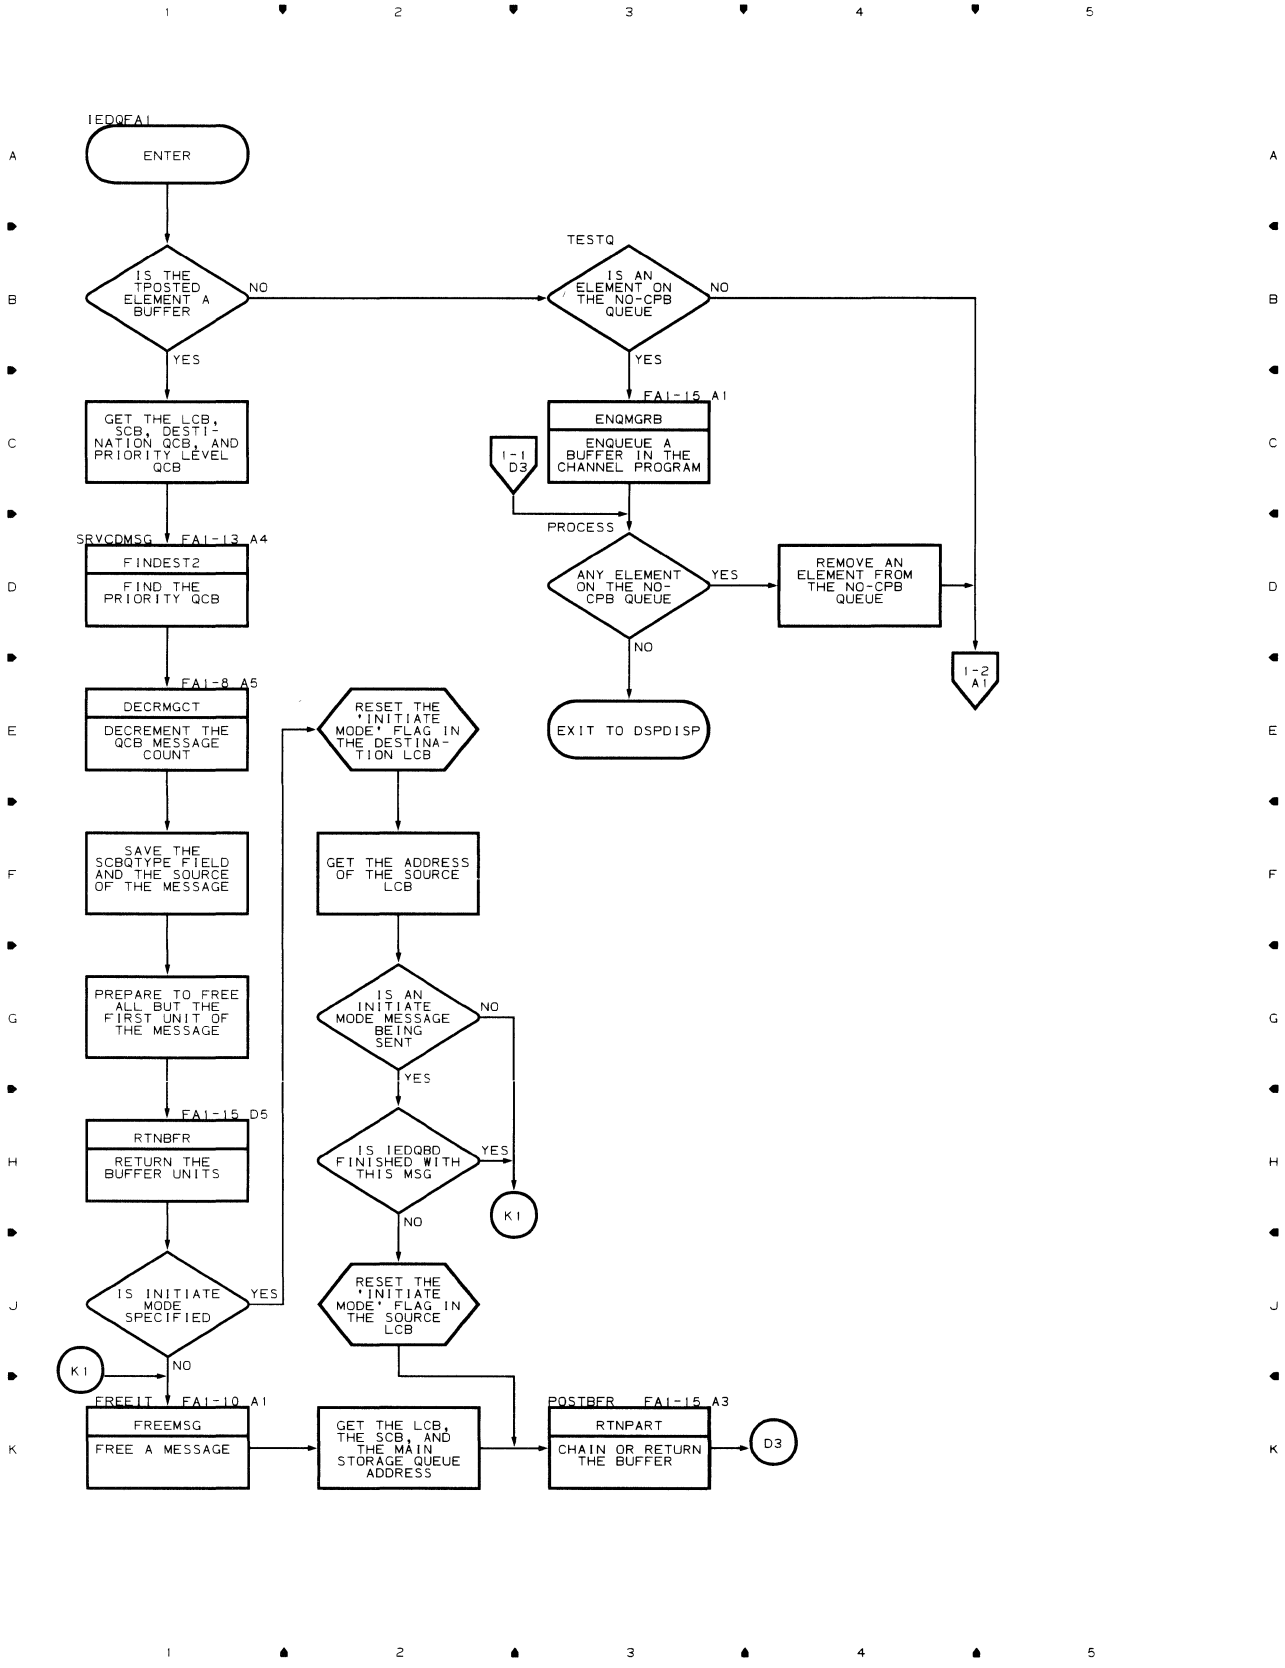 1 2 3 4 5
IEDQFA1
A
ENTER
A
TESTQ
B
IS THE
TPOSTED
ELEMENT A
BUFFER
NO
YES
IS AN
ELEMENT ON
THE NO-CPB
QUEUE
NO
YES
B
C
GET THE LCB,
SCB, DESTI-
NATION QCB, AND
PRIORITY LEVEL
QCB
1-1
D3
FA1-15 A1
ENQMGRB
ENQUEUE A
BUFFER IN THE
CHANNEL PROGRAM
C
SRVCDMSG FA1-13 A4
D
FINDEST2
FIND THE
PRIORITY QCB
PROCESS
ANY ELEMENT
ON THE NO-
CPB QUEUE
YES
NO
REMOVE AN
ELEMENT FROM
THE NO-CPB
QUEUE
D
1-2
A1
FA1-8 A5
E
DECRMGCT
DECREMENT THE
QCB MESSAGE
COUNT
RESET THE
'INITIATE
MODE' FLAG IN
THE DESTINA-
TION LCB
EXIT TO DSPDISP
E
F
SAVE THE
SCBQTYPE FIELD
AND THE SOURCE
OF THE MESSAGE
GET THE ADDRESS
OF THE SOURCE
LCB
F
G
PREPARE TO FREE
ALL BUT THE
FIRST UNIT OF
THE MESSAGE
IS AN
INITIATE
MODE MESSAGE
BEING
SENT
NO
YES
G
FA1-15 D5
H
RTNBFR
RETURN THE
BUFFER UNITS
IS IEDQBD
FINISHED WITH
THIS MSG
YES
NO
K1
H
J
IS INITIATE
MODE
SPECIFIED
YES
NO
RESET THE
'INITIATE
MODE' FLAG IN
THE SOURCE
LCB
J
K1
FREEIT FA1-10 A1
K
FREEMSG
FREE A MESSAGE
GET THE LCB,
THE SCB, AND
THE MAIN
STORAGE QUEUE
ADDRESS
POSTBFR FA1-15 A3
RTNPART
CHAIN OR RETURN
THE BUFFER
D3
K
1 2 3 4 5